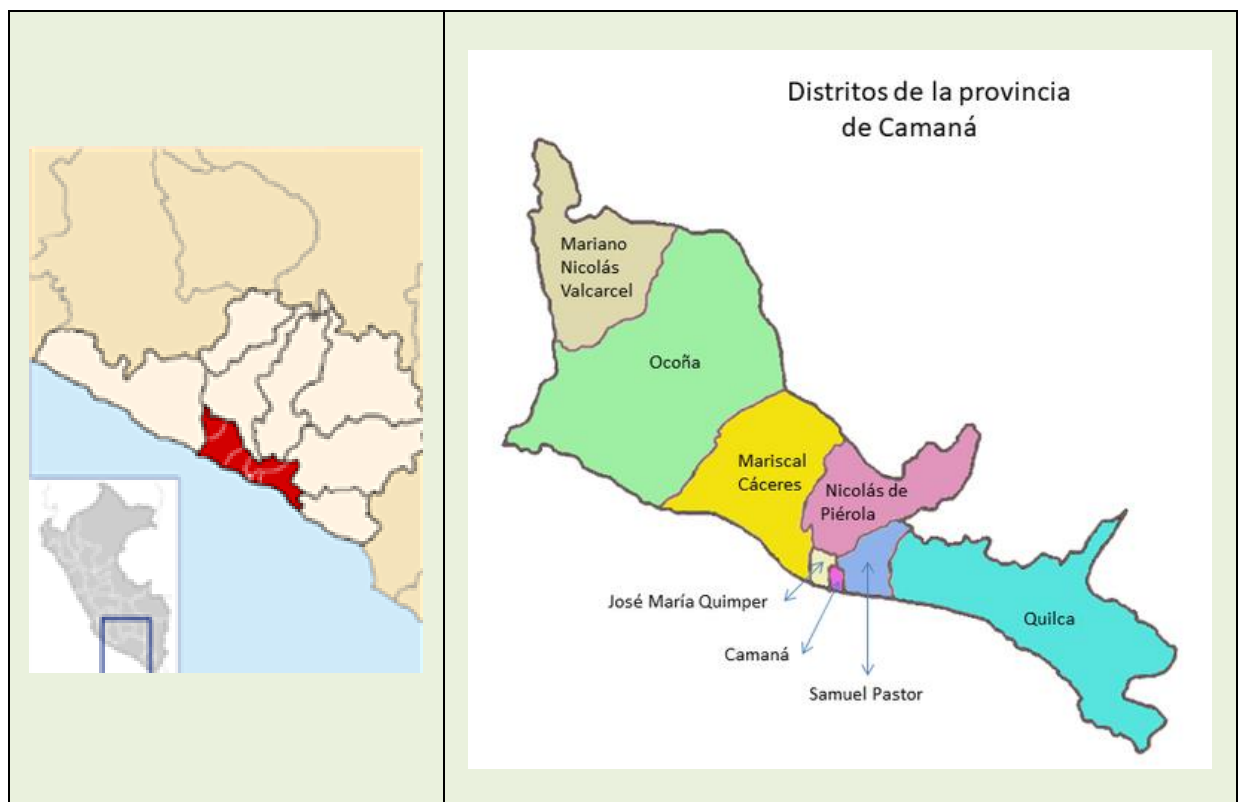 Distritos de la provincia
de Camaná
Mariano
Nicolás
Valcarcel
Ocoña
Mariscal
Cáceres
Nicolás de
Piérola
José María Quimper
Quilca
Camaná
Samuel Pastor